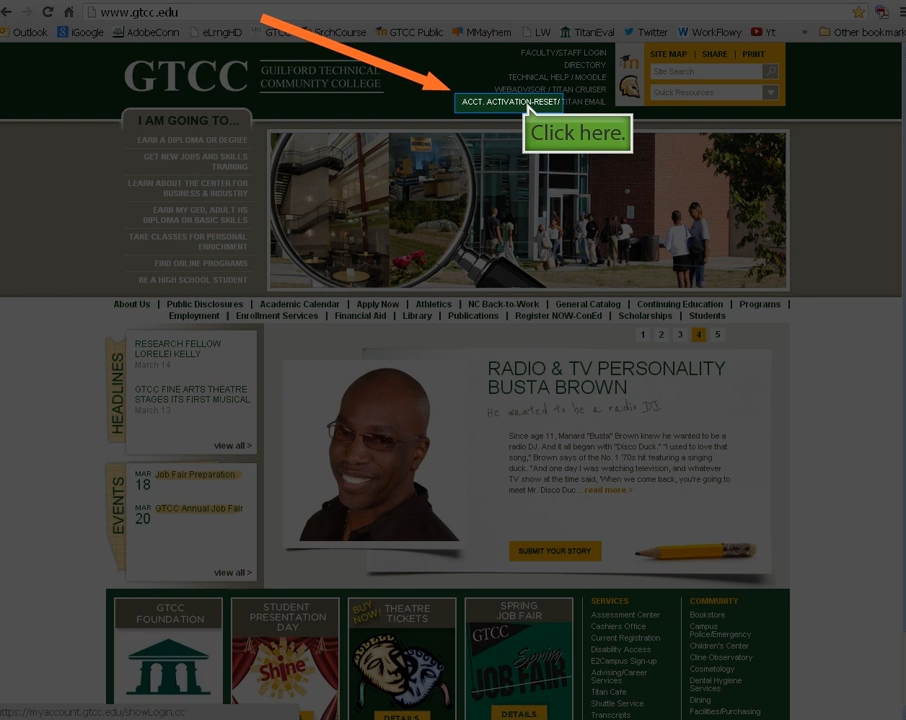 www.gtcc.edu
Outlook iGoogle AdobeConn eLrngHD GTCC SrchCourse GTCC Public MMayhem LW TitanEval Twitter WorkFlowy Yt » Other bookmark
FACULTY/STAFF LOGIN
DIRECTORY
TECHNICAL HELP / MOODLE
WEBADVISOR / TITAN CRUISER
ACCT. ACTIVATION-RESET/ TITAN EMAIL
SITE MAP | SHARE | PRINT
Site Search
Quick Resources
GTCC GUILFORD TECHNICAL
COMMUNITY COLLEGE
Click here.
I AM GOING TO...
EARN A DIPLOMA OR DEGREE
GET NEW JOBS AND SKILLS
TRAINING
LEARN ABOUT THE CENTER FOR
BUSINESS & INDUSTRY
EARN MY GED, ADULT HS
DIPLOMA OR BASIC SKILLS
TAKE CLASSES FOR PERSONAL
ENRICHMENT
FIND ONLINE PROGRAMS
BE A HIGH SCHOOL STUDENT
About Us | Public Disclosures | Academic Calendar | Apply Now | Athletics | NC Back-to-Work | General Catalog | Continuing Education | Programs |
Employment | Enrollment Services | Financial Aid | Library | Publications | Register NOW-ConEd | Scholarships | Students
HEADLINES
RESEARCH FELLOW
LORELEI KELLY
March 14
GTCC FINE ARTS THEATRE
STAGES ITS FIRST MUSICAL
March 13
view all >
EVENTS
MAR Job Fair Preparation
18
MAR GTCC Annual Job Fair
20
view all >
1 2 3 4 5
RADIO & TV PERSONALITY
BUSTA BROWN
He wanted to be a radio DJ.
Since age 11, Manard "Busta" Brown knew he wanted to be a
radio DJ. And it all began with "Disco Duck." "I used to love that
song," Brown says of the No. 1 '70s hit featuring a singing
duck. "And one day I was watching television, and whatever
TV show at the time said, 'When we come back, you're going to
meet Mr. Disco Duc... read more >
SUBMIT YOUR STORY
GTCC
FOUNDATION
STUDENT
PRESENTATION
DAY
Shine
BUY
NOW!
THEATRE
TICKETS
DETAILS
SPRING
JOB FAIR
GTCC
Spring
JOB FAIR
DETAILS
SERVICES
Assessment Center
Cashiers Office
Current Registration
Disability Access
E2Campus Sign-up
Advising/Career
Services
Titan Cafe
Shuttle Service
Transcripts
COMMUNITY
Bookstore
Campus
Police/Emergency
Children's Center
Cline Observatory
Cosmetology
Dental Hygiene
Services
Dining
Facilities/Purchasing
https://myaccount.gtcc.edu/showLogin.cc